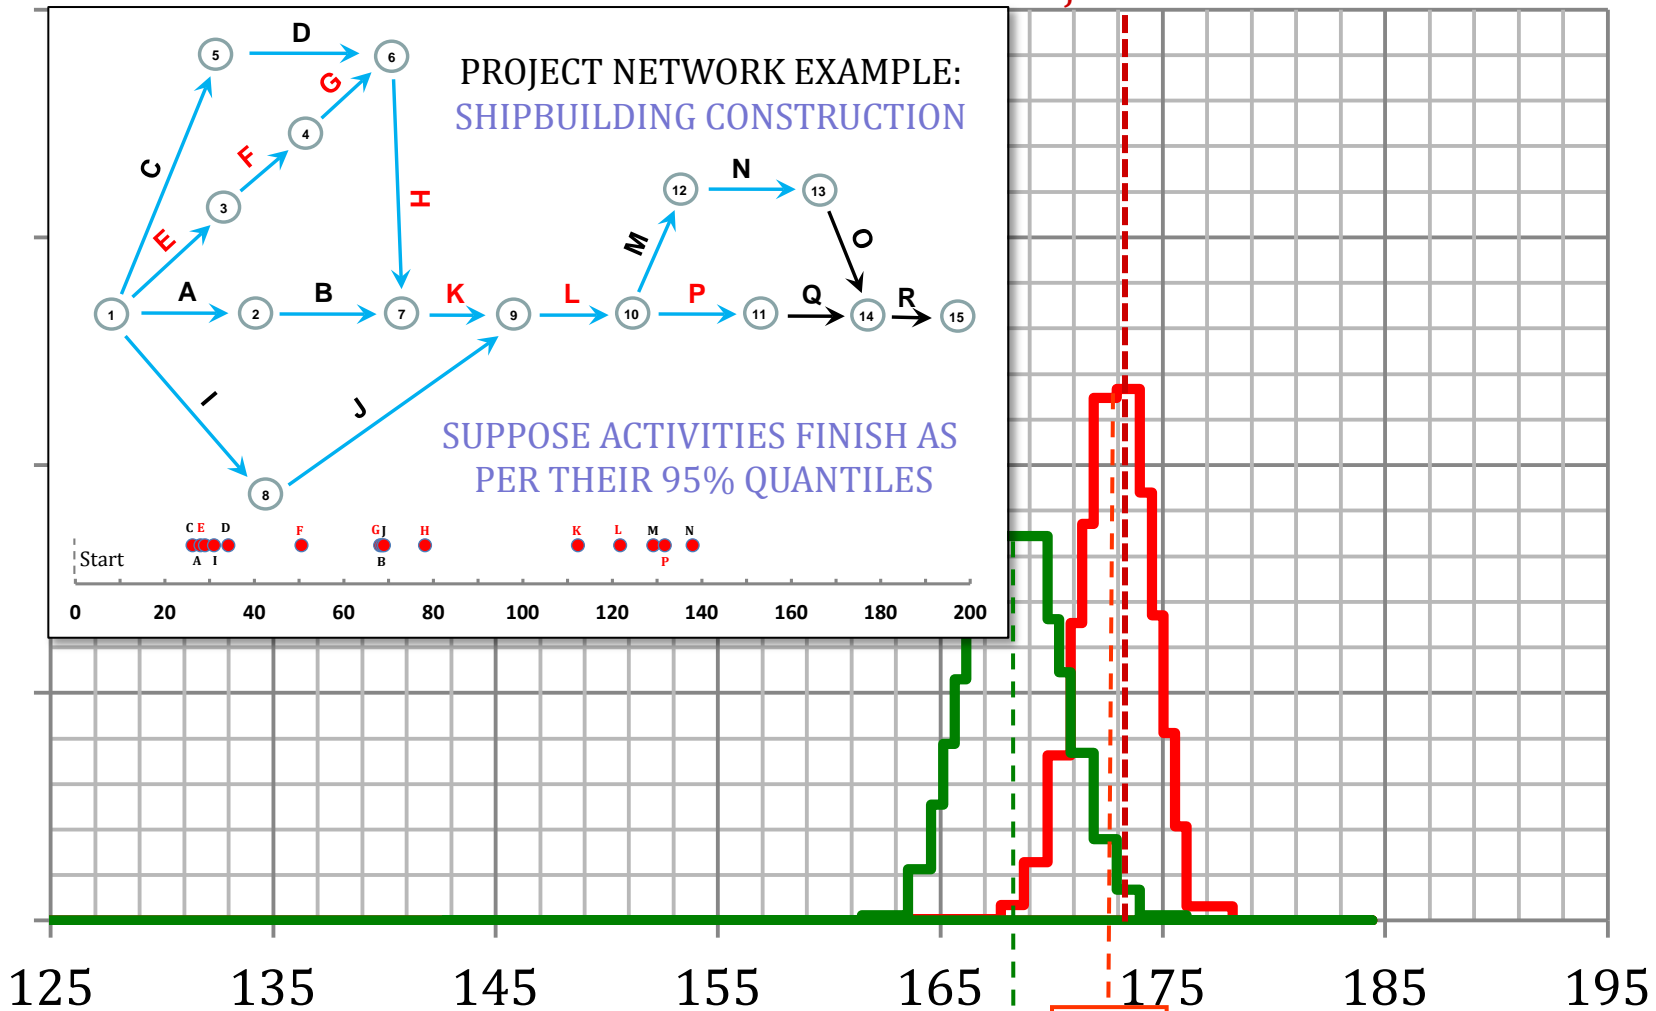 PROJECT NETWORK EXAMPLE:
SHIPBUILDING CONSTRUCTION
D
5
6
G
4
C
F
3
H
E
12
N
13
M
O
A
B
K
L
P
Q
R
1
2
7
9
10
11
14
15
I
J
8
SUPPOSE ACTIVITIES FINISH AS
PER THEIR 95% QUANTILES
C E D F G J H K L M N
Start
A I B P
0 20 40 60 80 100 120 140 160 180 200
125 135 145 155 165 175 185 195